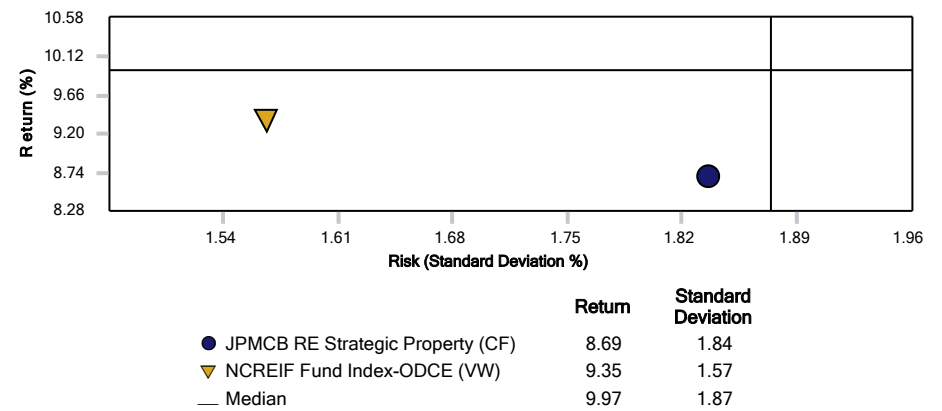 10.58
10.12
9.66
9.20
8.74
8.28
Return (%)
1.54 1.61 1.68 1.75 1.82 1.89 1.96
Risk (Standard Deviation %)
Return Standard Deviation
JPMCB RE Strategic Property (CF) 8.69 1.84
NCREIF Fund Index-ODCE (VW) 9.35 1.57
Median 9.97 1.87